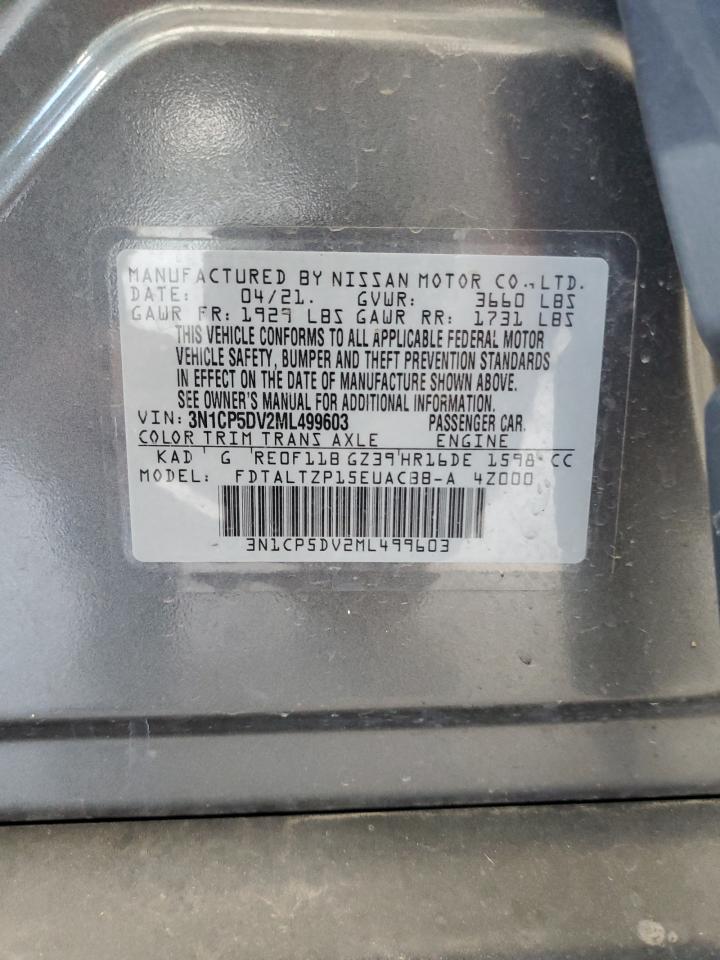 MANUFACTURED BY NISSAN MOTOR CO., LTD.
DATE: 04/21. GVWR: 3660 LBS
GAWR FR: 1929 LBS GAWR RR: 1731 LBS
THIS VEHICLE CONFORMS TO ALL APPLICABLE FEDERAL MOTOR
VEHICLE SAFETY, BUMPER AND THEFT PREVENTION STANDARDS
IN EFFECT ON THE DATE OF MANUFACTURE SHOWN ABOVE.
SEE OWNER'S MANUAL FOR ADDITIONAL INFORMATION.
VIN: 3N1CP5DV2ML499603 PASSENGER CAR.
COLOR TRIM TRANS AXLE ENGINE
KAD G RE0F11B GZ39 HR16DE 1598 CC
MODEL: FDTALTZP15EUACBB-A 4Z000
3N1CP5DV2ML499603